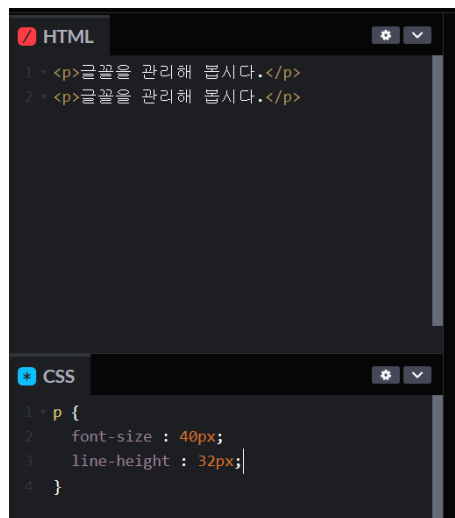 HTML
1 <p>글꼴을 관리해 봅시다.</p>
2 <p>글꼴을 관리해 봅시다.</p>
CSS
1 p {
2 font-size : 40px;
3 line-height : 32px;
4 }